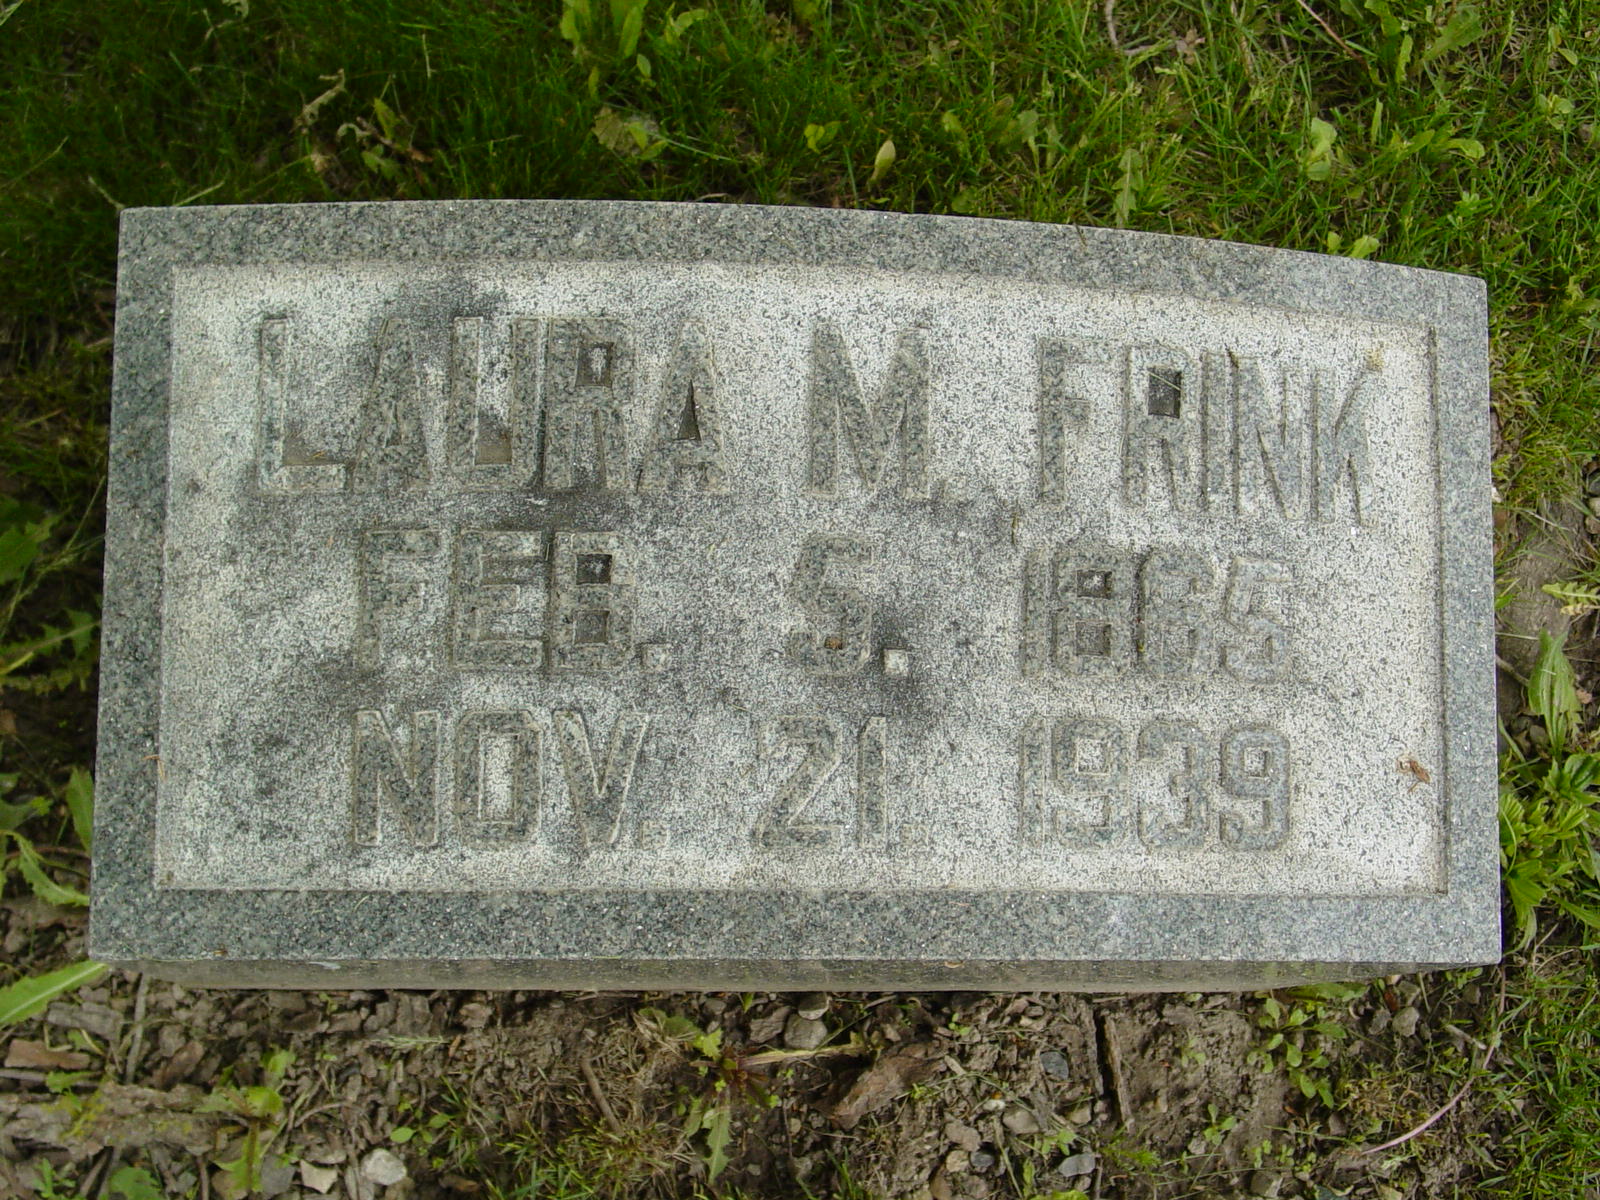 LAURA M. FRINK
FEB. 5. 1865
NOV. 21. 1939